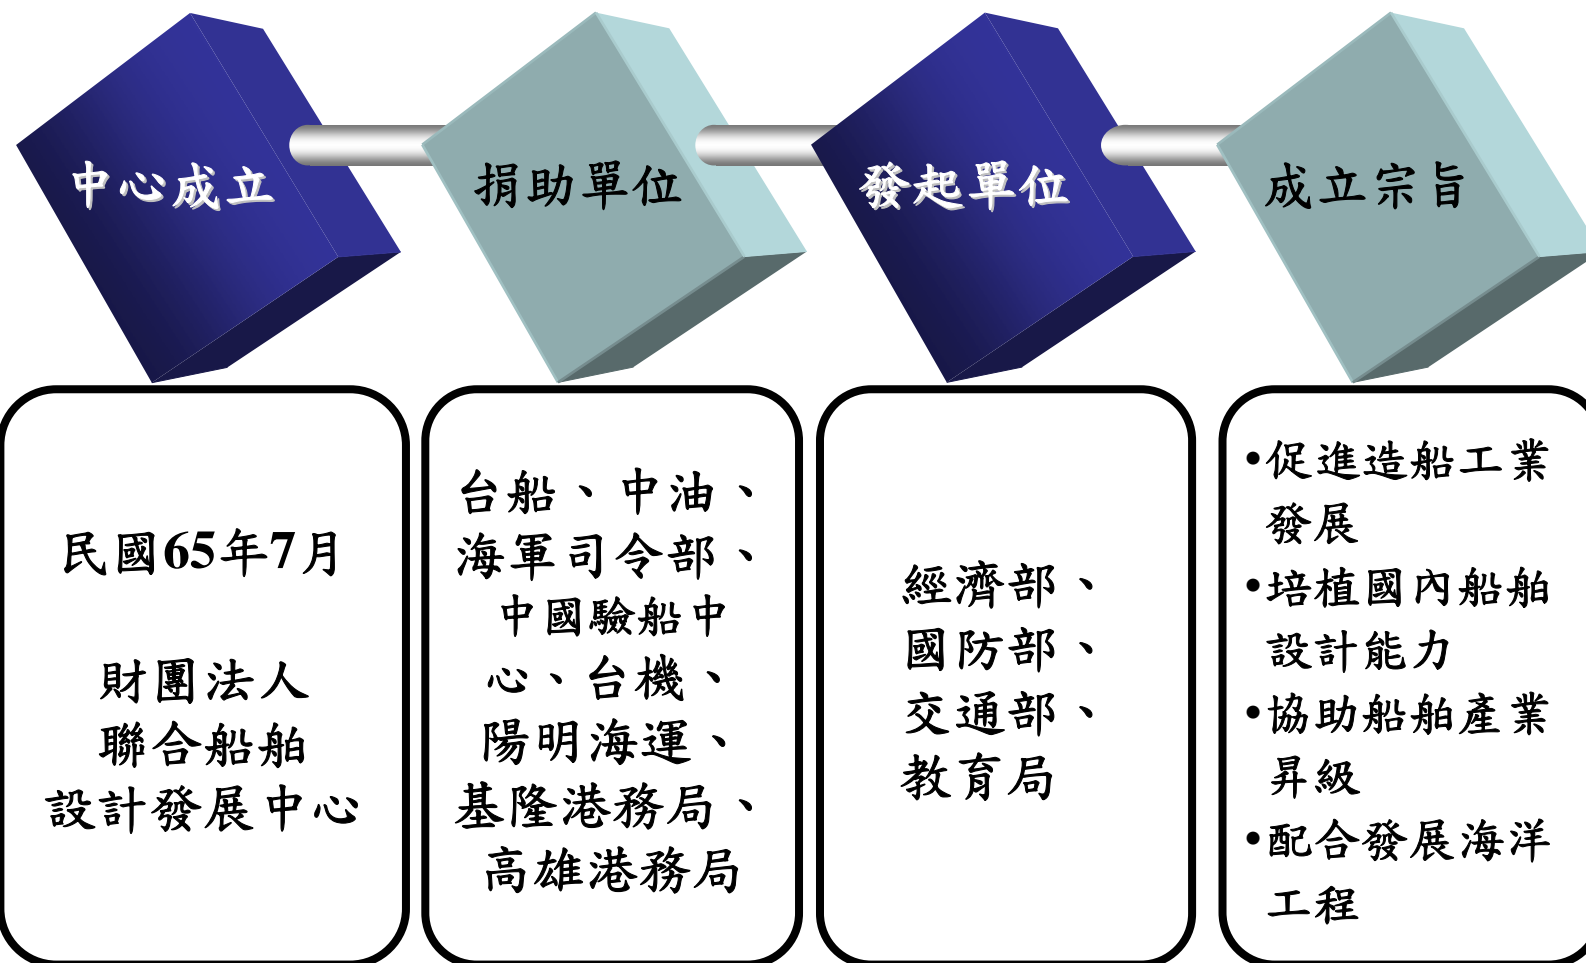 中心成立
捐助單位
發起單位
成立宗旨
民國65年7月
財團法人
聯合船舶
設計發展中心
台船、中油、
海軍司令部、
中國驗船中
心、台機、
陽明海運、
基隆港務局、
高雄港務局
經濟部、
國防部、
交通部、
教育局
•促進造船工業
發展
•培植國內船舶
設計能力
•協助船舶產業
昇級
•配合發展海洋
工程